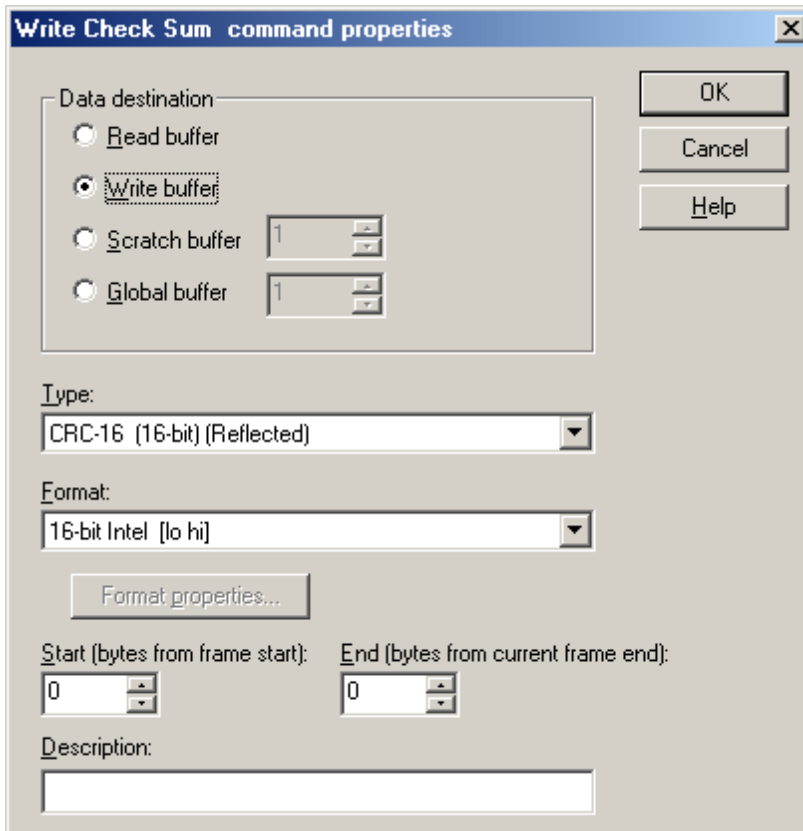 Write Check Sum  command properties
Data destination
Read buffer
Write buffer
Scratch buffer 1
Global buffer 1
OK
Cancel
Help
Type:
CRC-16  (16-bit) (Reflected)
Format:
16-bit Intel  [lo hi]
Format properties...
Start (bytes from frame start): End (bytes from current frame end):
0 0
Description: